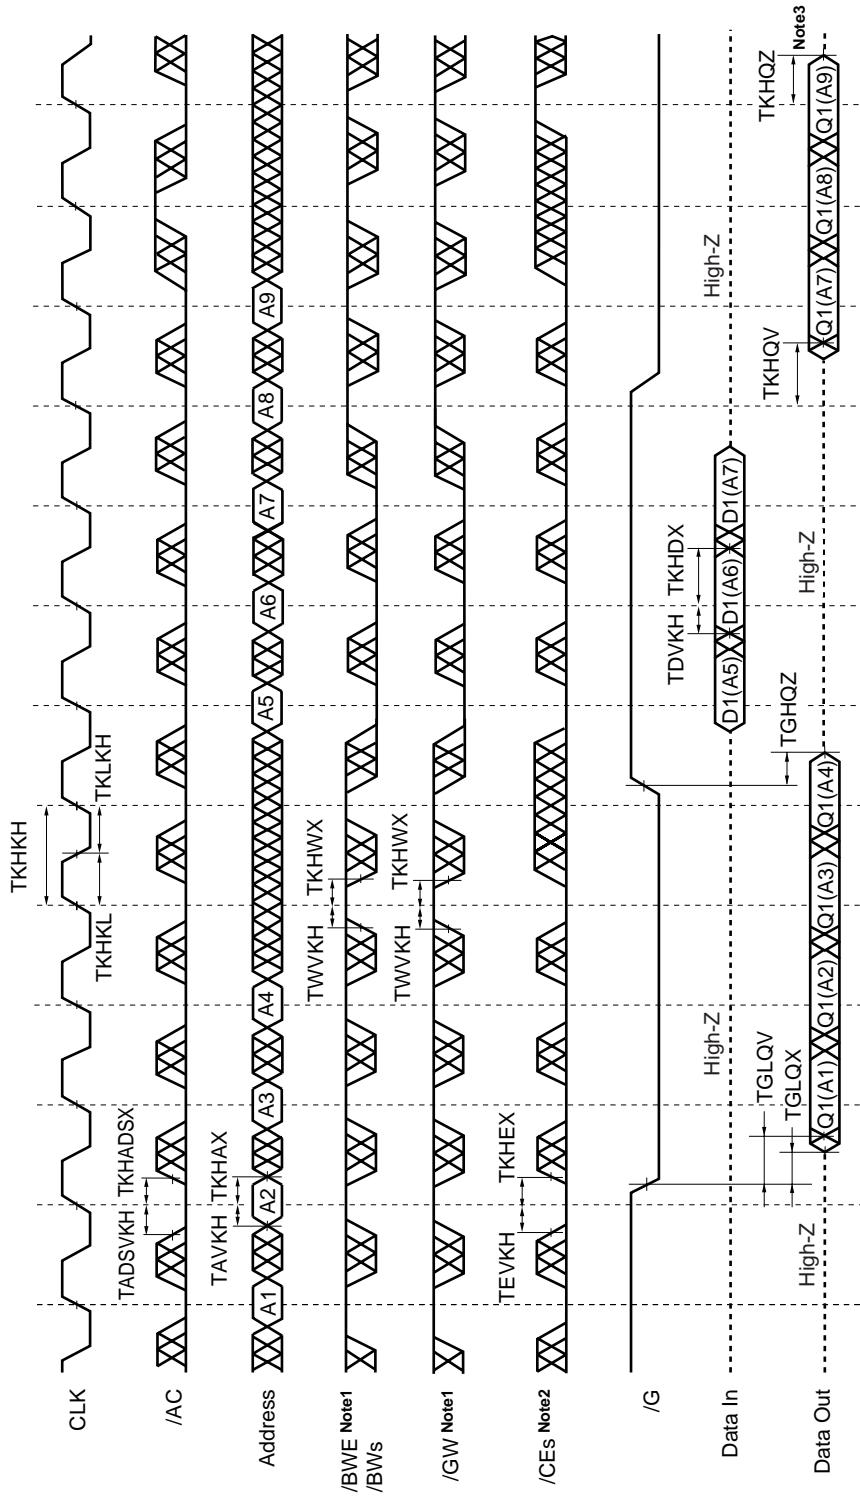 TKHKH
TKHKL
TKLKH
CLK
TADSVKH
TKHADSX
/AC
TAVKH
TKHAX
Address
A1
A2
A3
A4
A5
A6
A7
A8
A9
TWVKH
TKHWX
/BWE Note1
/BWs
TWVKH
TKHWX
/GW Note1
TEVKH
TKHEX
/CEs Note2
/G
TDVKH
TKHDX
Data In
High-Z
D1(A5)
D1(A6)
D1(A7)
High-Z
TGLQV
TGLQX
TGHQZ
TKHQV
TKHQZ
Note3
Data Out
High-Z
Q1(A1)
Q1(A2)
Q1(A3)
Q1(A4)
High-Z
Q1(A7)
Q1(A8)
Q1(A9)